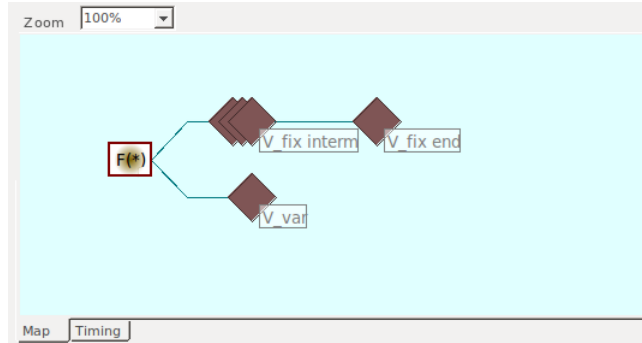 Zoom 100%
V_fix interm V_fix end
F(*)
V_var
Map Timing